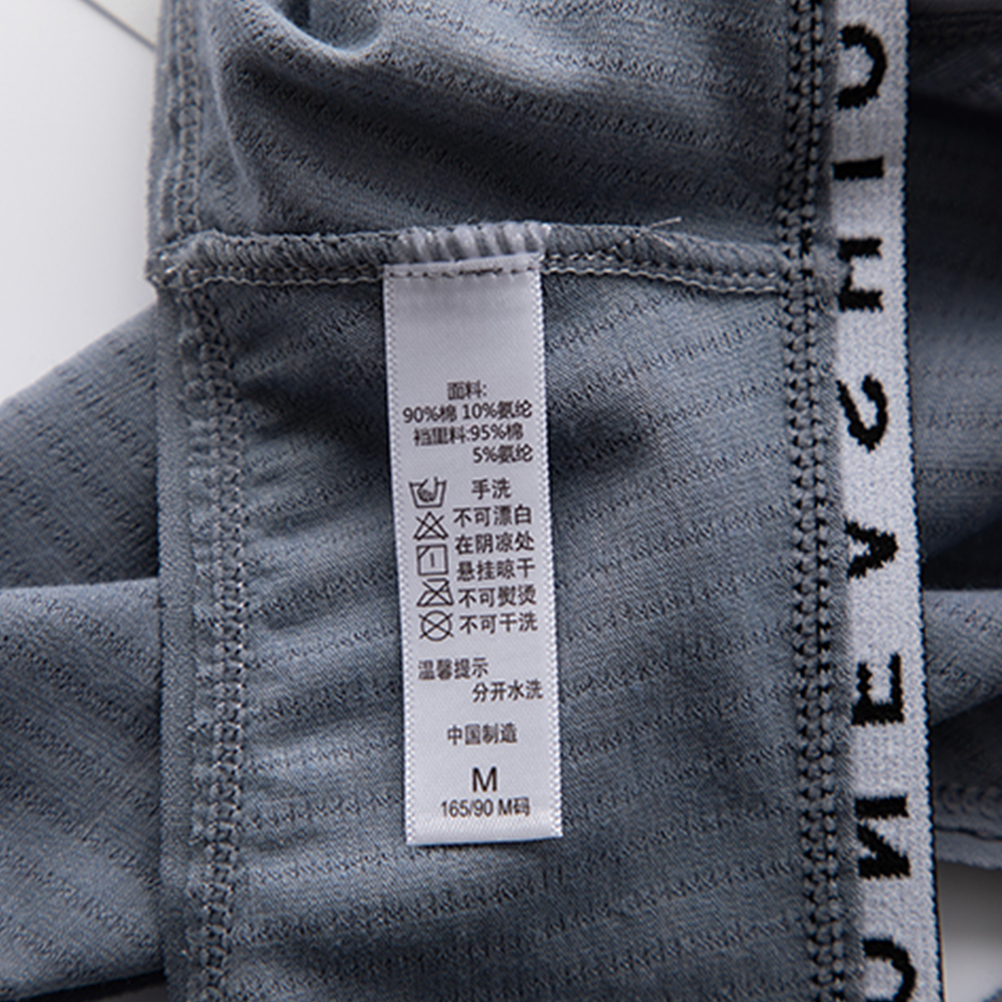 面料:
90%棉 10%氨纶
裆里料:95%棉
5%氨纶
手洗
不可漂白
在阴凉处
悬挂晾干
不可熨烫
不可干洗
温馨提示
分开水洗
中国制造
M
165/90 M码